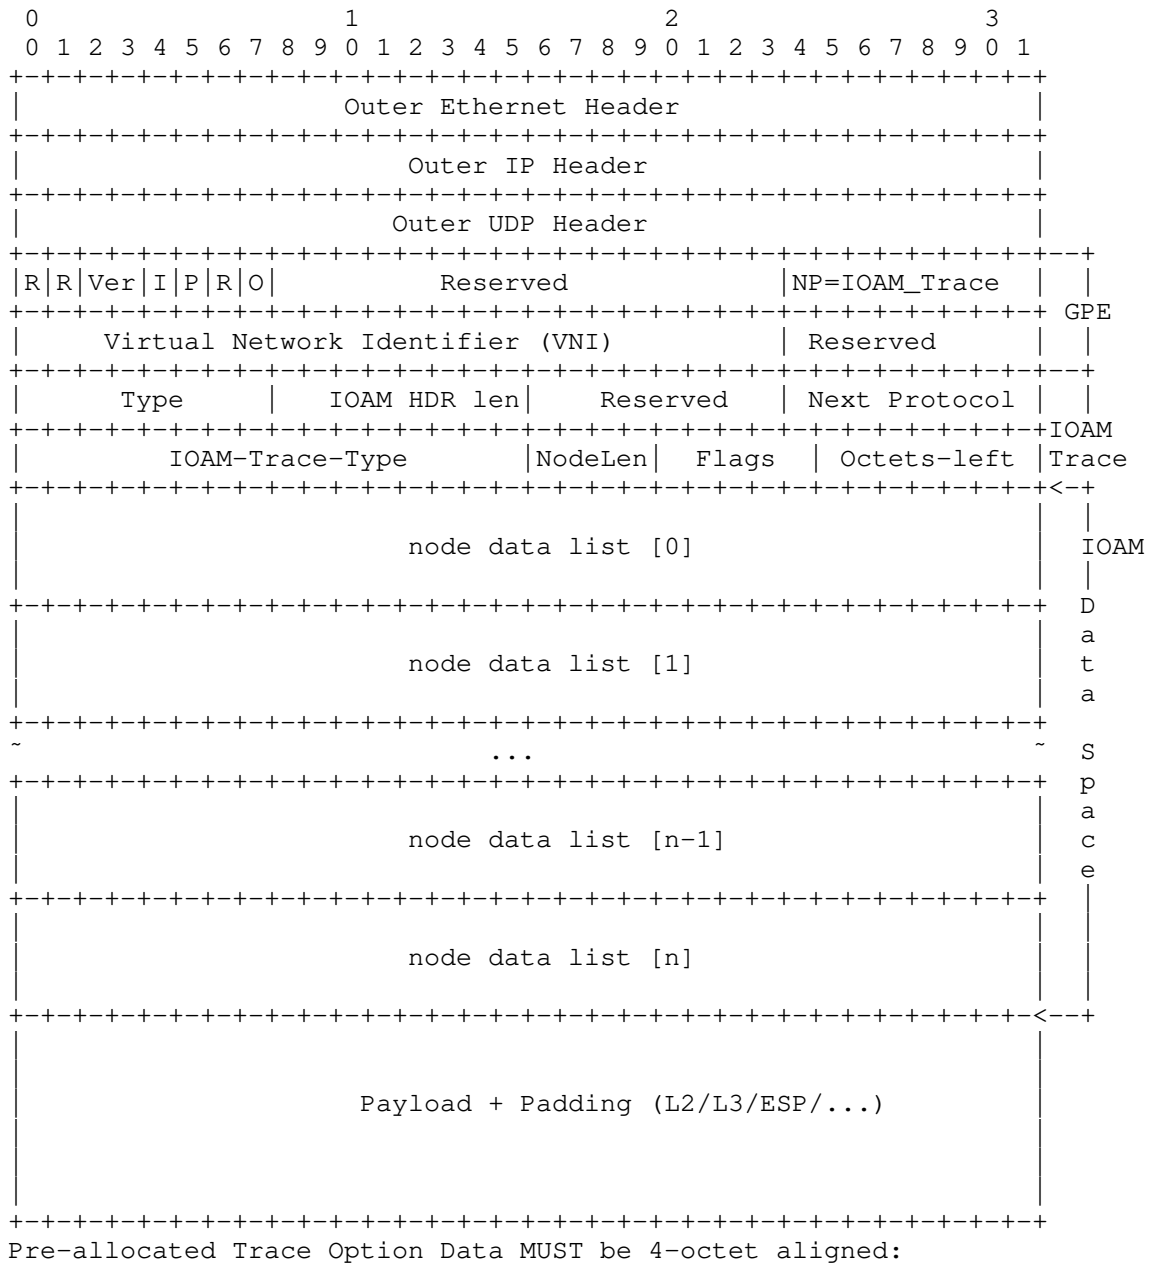 0                   1                   2                   3
 0 1 2 3 4 5 6 7 8 9 0 1 2 3 4 5 6 7 8 9 0 1 2 3 4 5 6 7 8 9 0 1
+-+-+-+-+-+-+-+-+-+-+-+-+-+-+-+-+-+-+-+-+-+-+-+-+-+-+-+-+-+-+-+-+
|                    Outer Ethernet Header                      |
+-+-+-+-+-+-+-+-+-+-+-+-+-+-+-+-+-+-+-+-+-+-+-+-+-+-+-+-+-+-+-+-+
|                        Outer IP Header                        |
+-+-+-+-+-+-+-+-+-+-+-+-+-+-+-+-+-+-+-+-+-+-+-+-+-+-+-+-+-+-+-+-+
|                       Outer UDP Header                        |
+-+-+-+-+-+-+-+-+-+-+-+-+-+-+-+-+-+-+-+-+-+-+-+-+-+-+-+-+-+-+-+-+--+
|R|R|Ver|I|P|R|O|          Reserved             |NP=IOAM_Trace  |  |
+-+-+-+-+-+-+-+-+-+-+-+-+-+-+-+-+-+-+-+-+-+-+-+-+-+-+-+-+-+-+-+-+ GPE
|     Virtual Network Identifier (VNI)          | Reserved      |  |
+-+-+-+-+-+-+-+-+-+-+-+-+-+-+-+-+-+-+-+-+-+-+-+-+-+-+-+-+-+-+-+-+--+
|      Type     |   IOAM HDR len|    Reserved   | Next Protocol |  |
+-+-+-+-+-+-+-+-+-+-+-+-+-+-+-+-+-+-+-+-+-+-+-+-+-+-+-+-+-+-+-+-+IOAM
|         IOAM-Trace-Type       |NodeLen|  Flags  | Octets-left |Trace
+-+-+-+-+-+-+-+-+-+-+-+-+-+-+-+-+-+-+-+-+-+-+-+-+-+-+-+-+-+-+-+-+<-+
|                                                               |  |
|                        node data list [0]                     |  IOAM
|                                                               |  |
+-+-+-+-+-+-+-+-+-+-+-+-+-+-+-+-+-+-+-+-+-+-+-+-+-+-+-+-+-+-+-+-+  D
|                                                               |  a
|                        node data list [1]                     |  t
|                                                               |  a
+-+-+-+-+-+-+-+-+-+-+-+-+-+-+-+-+-+-+-+-+-+-+-+-+-+-+-+-+-+-+-+-+
~                             ...                               ~  S
+-+-+-+-+-+-+-+-+-+-+-+-+-+-+-+-+-+-+-+-+-+-+-+-+-+-+-+-+-+-+-+-+  p
|                                                               |  a
|                        node data list [n-1]                   |  c
|                                                               |  e
+-+-+-+-+-+-+-+-+-+-+-+-+-+-+-+-+-+-+-+-+-+-+-+-+-+-+-+-+-+-+-+-+  |
|                                                               |  |
|                        node data list [n]                     |  |
|                                                               |  |
+-+-+-+-+-+-+-+-+-+-+-+-+-+-+-+-+-+-+-+-+-+-+-+-+-+-+-+-+-+-+-+-<--+
|                                                               |
|                                                               |
|                     Payload + Padding (L2/L3/ESP/...)         |
|                                                               |
|                                                               |
|                                                               |
+-+-+-+-+-+-+-+-+-+-+-+-+-+-+-+-+-+-+-+-+-+-+-+-+-+-+-+-+-+-+-+-+
Pre-allocated Trace Option Data MUST be 4-octet aligned: